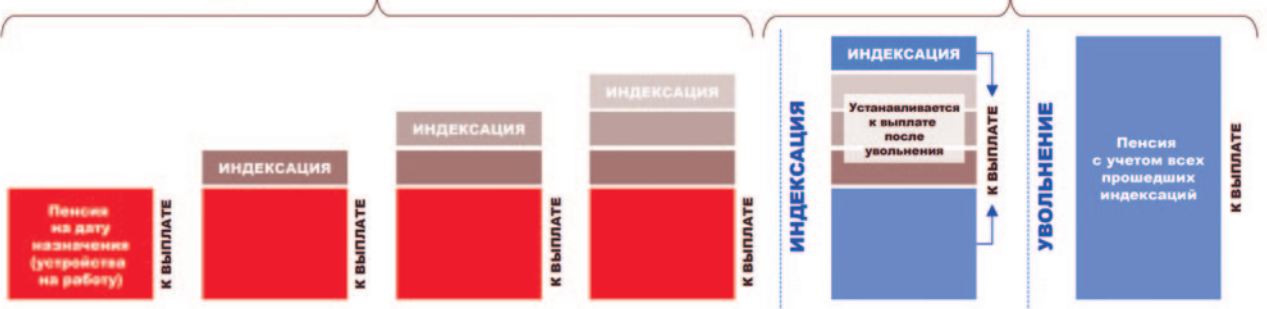 Пенсия
на дату
назначения
(устройства
на работу)
К ВЫПЛАТЕ
ИНДЕКСАЦИЯ
К ВЫПЛАТЕ
ИНДЕКСАЦИЯ
К ВЫПЛАТЕ
ИНДЕКСАЦИЯ
К ВЫПЛАТЕ
ИНДЕКСАЦИЯ
ИНДЕКСАЦИЯ
Устанавливается
к выплате
после
увольнения
К ВЫПЛАТЕ
УВОЛЬНЕНИЕ
Пенсия
с учетом всех
прошедших
индексаций
К ВЫПЛАТЕ